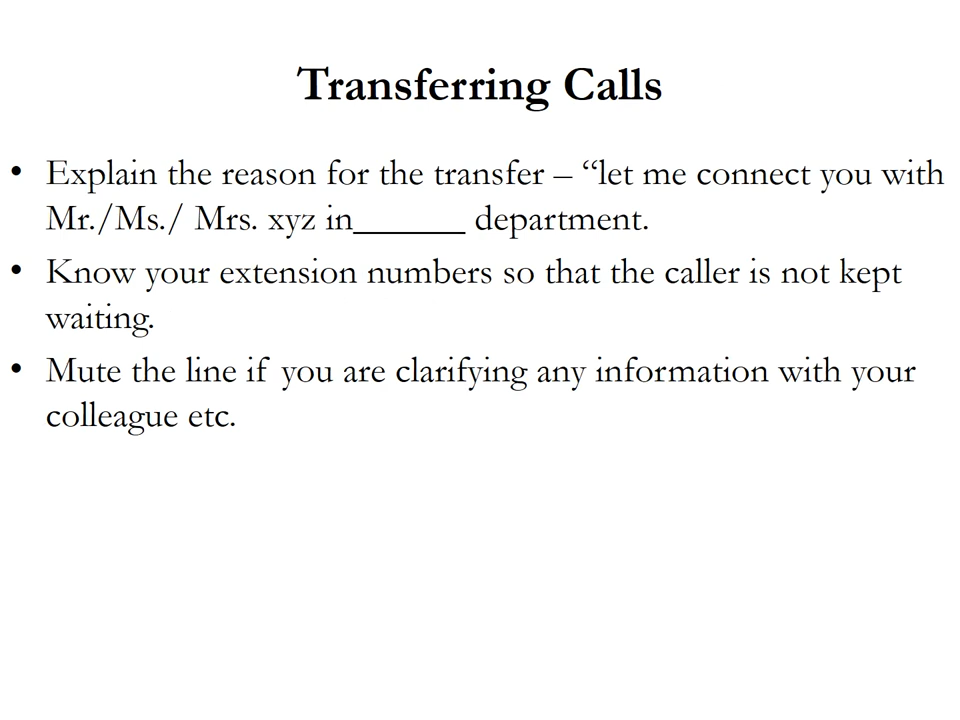 Transferring Calls
• Explain the reason for the transfer – “let me connect you with
Mr./Ms./ Mrs. xyz in______ department.
• Know your extension numbers so that the caller is not kept
waiting.
• Mute the line if you are clarifying any information with your
colleague etc.